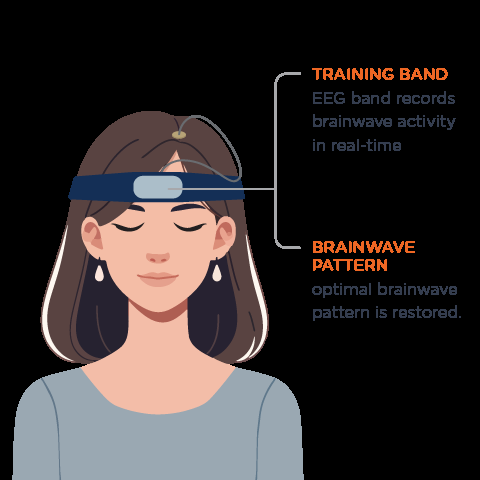 TRAINING BAND
EEG band records
brainwave activity
in real-time
BRAINWAVE
PATTERN
optimal brainwave
pattern is restored.